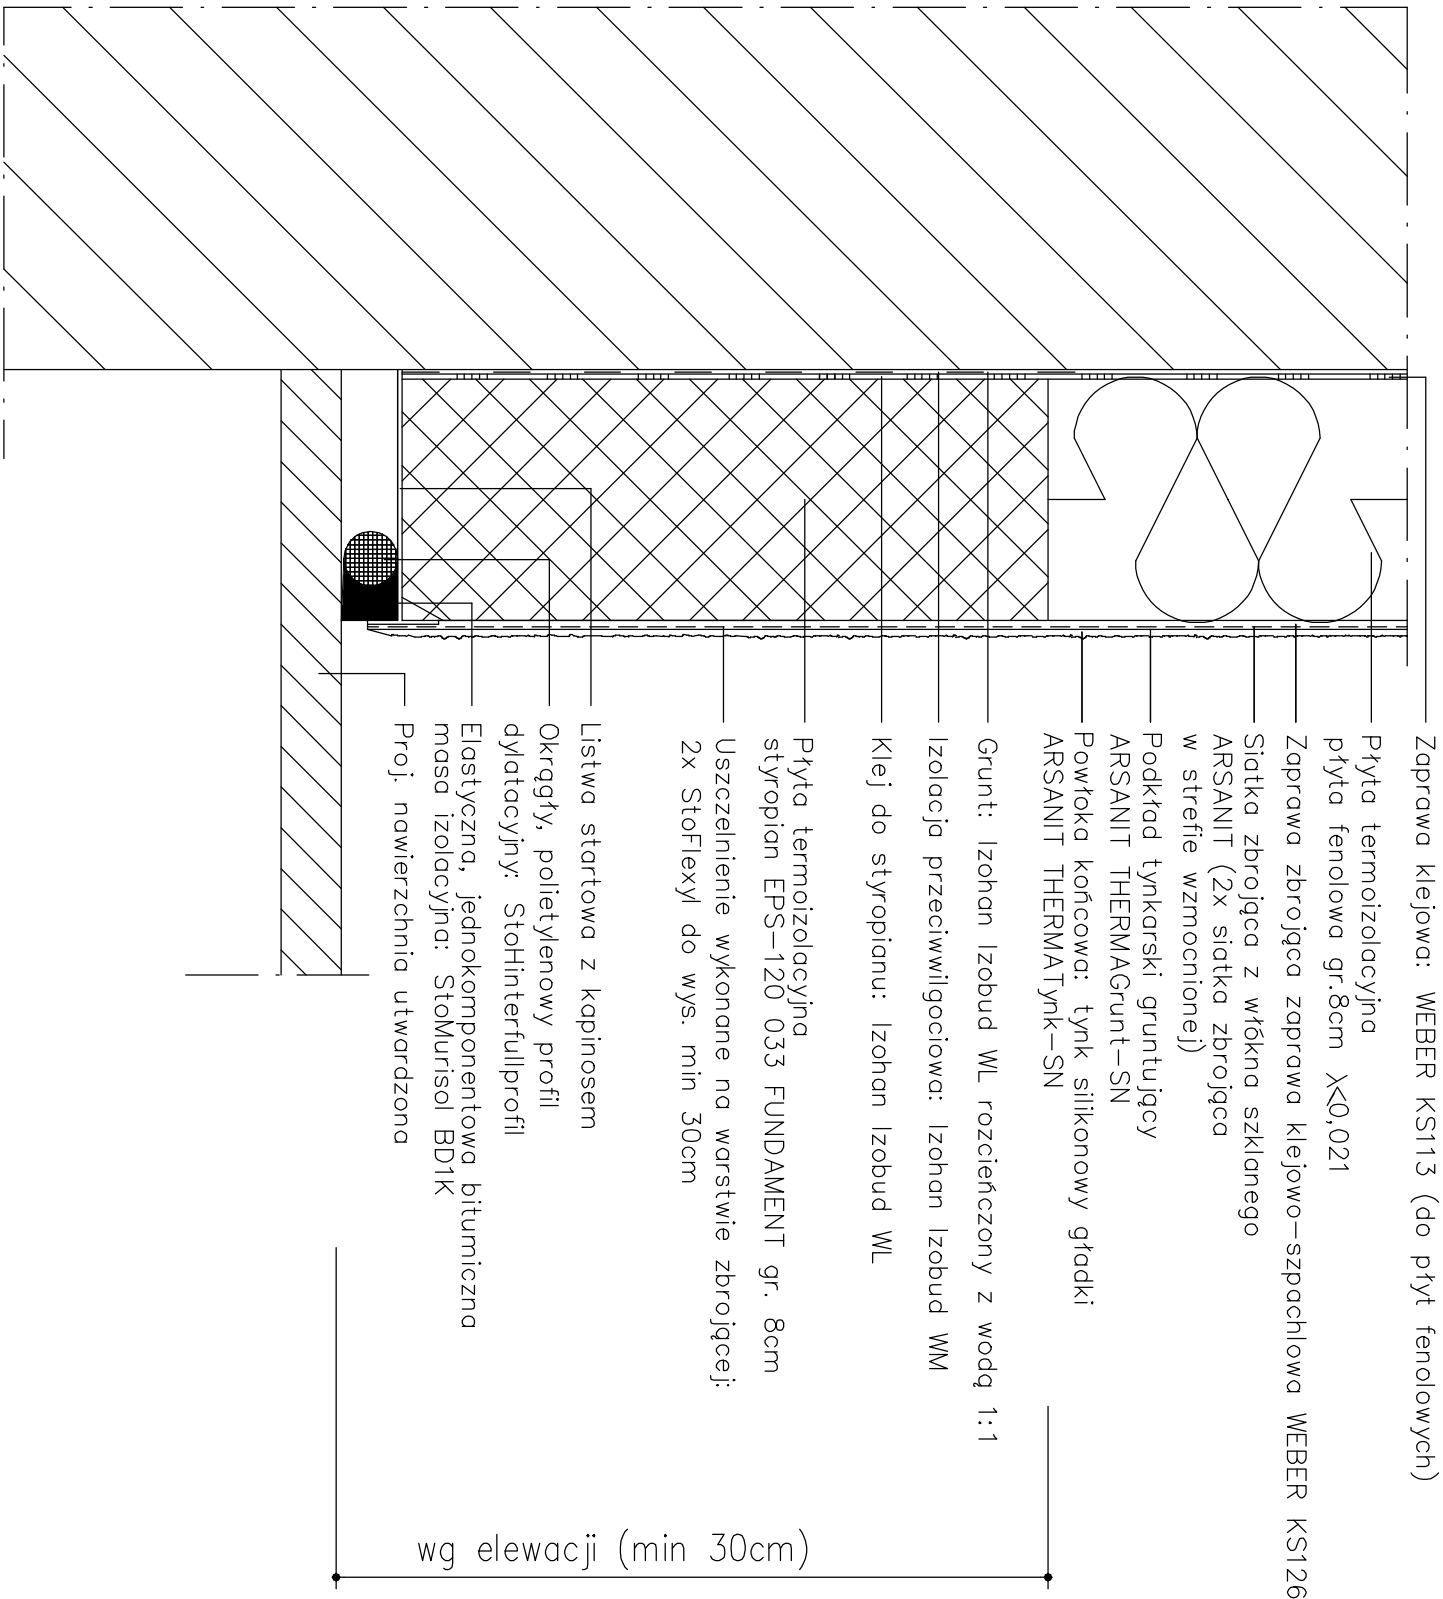 Zaprawa klejowa: WEBER KS113 (do płyt fenolowych)
Płyta termoizolacyjna
płyta fenolowa gr.8cm λ<0,021
Zaprawa zbrojąca zaprawa klejowo-szpachlowa WEBER KS126
Siatka zbrojąca z włókna szklanego
ARSANIT (2x siatka zbrojąca
w strefie wzmocnionej)
Podkład tynkarski gruntujący
ARSANIT THERMAGrunt-SN
Powłoka końcowa: tynk silikonowy gładki
ARSANIT THERMATynk-SN
Grunt: Izohan Izobud WL rozcieńczony z wodą 1:1
Izolacja przeciwwilgociowa: Izohan Izobud WM
Klej do styropianu: Izohan Izobud WL
Płyta termoizolacyjna
styropian EPS-120 033 FUNDAMENT gr. 8cm
Uszczelnienie wykonane na warstwie zbrojącej:
2x StoFlexyl do wys. min 30cm
Listwa startowa z kapinosem
Okrągły, polietylenowy profil
dylatacyjny: StoHinterfullprofil
Elastyczna, jednokomponentowa bitumiczna
masa izolacyjna: StoMurisol BD1K
Proj. nawierzchnia utwardzona
wg elewacji (min 30cm)